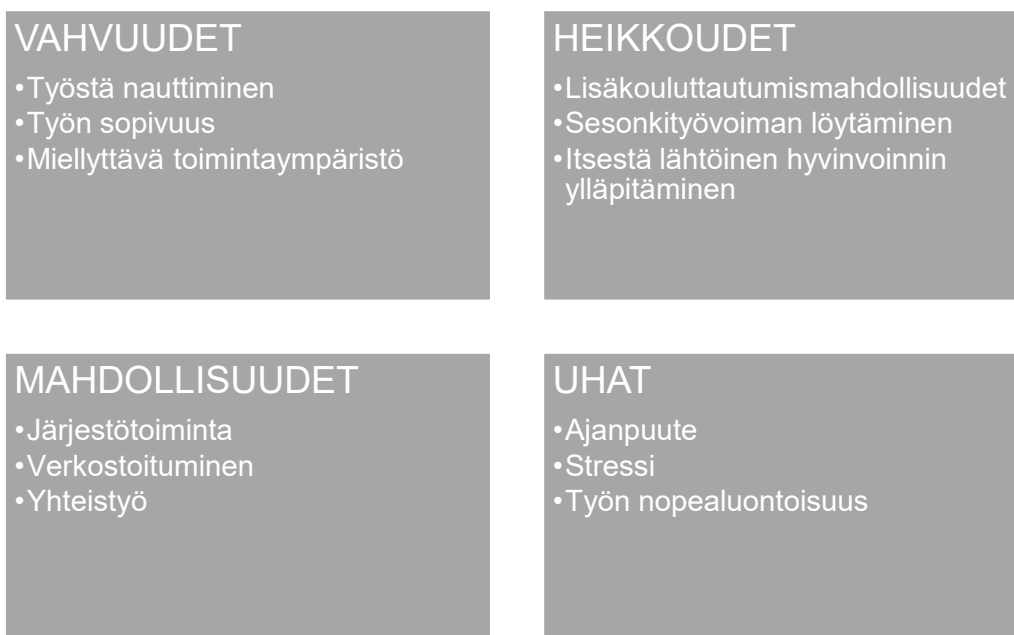 VAHVUUDET
•Työstä nauttiminen
•Työn sopivuus
•Miellyttävä toimintaympäristö
HEIKKOUDET
•Lisäkouluttautumismahdollisuudet
•Sesonkityövoiman löytäminen
•Itsestä lähtöinen hyvinvoinnin
ylläpitäminen
MAHDOLLISUUDET
•Järjestötoiminta
•Verkostoituminen
•Yhteistyö
UHAT
•Ajanpuute
•Stressi
•Työn nopealuontoisuus